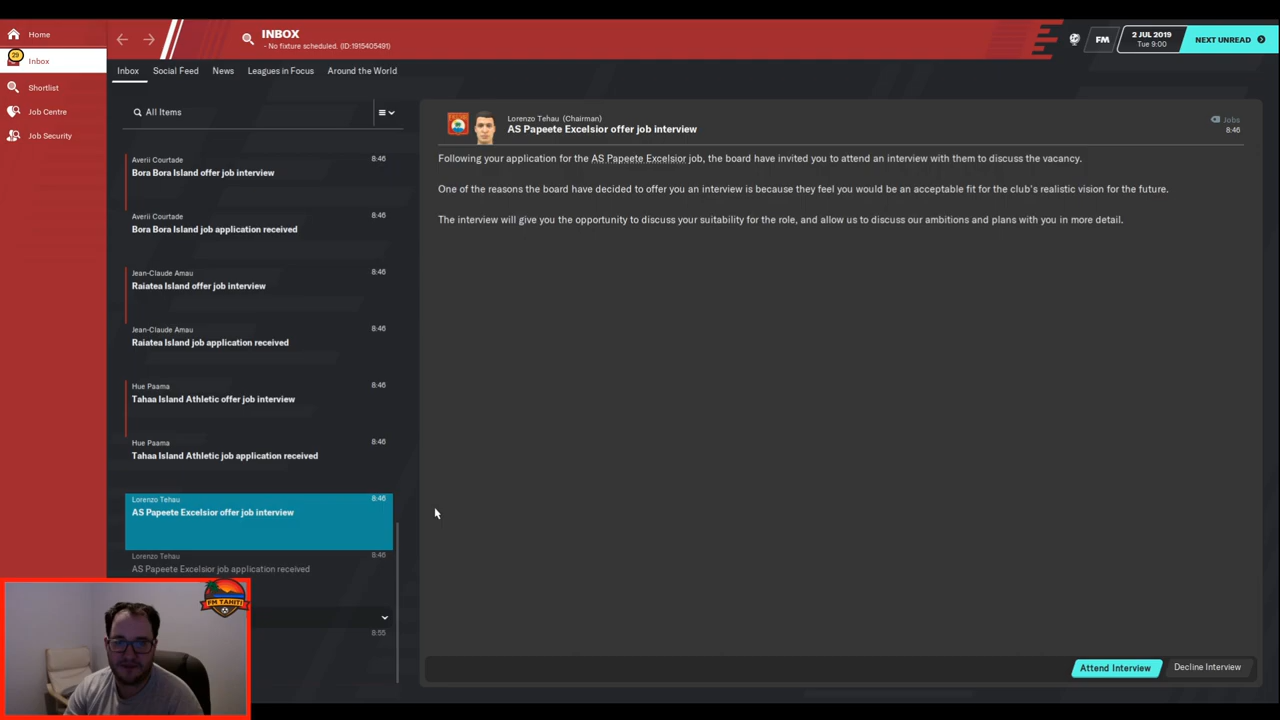 Home
Inbox
23
Shortlist
Job Centre
Job Security
INBOX
- No fixture scheduled. (ID:1915405491)
FM
2 JUL 2019
Tue 9:00
NEXT UNREAD
Inbox
Social Feed
News
Leagues in Focus
Around the World
All Items
Averii Courtade
8:46
Bora Bora Island offer job interview
Averii Courtade
8:46
Bora Bora Island job application received
Jean-Claude Amau
8:46
Raiatea Island offer job interview
Jean-Claude Amau
8:46
Raiatea Island job application received
Hue Paama
8:46
Tahaa Island Athletic offer job interview
Hue Paama
8:46
Tahaa Island Athletic job application received
Lorenzo Tehau
8:46
AS Papeete Excelsior offer job interview
Lorenzo Tehau
8:46
AS Papeete Excelsior job application received
8:55
Lorenzo Tehau (Chairman)
AS Papeete Excelsior offer job interview
Jobs
8:46
Following your application for the AS Papeete Excelsior job, the board have invited you to attend an interview with them to discuss the vacancy.
One of the reasons the board have decided to offer you an interview is because they feel you would be an acceptable fit for the club's realistic vision for the future.
The interview will give you the opportunity to discuss your suitability for the role, and allow us to discuss our ambitions and plans with you in more detail.
Attend Interview
Decline Interview
FM TAHITI